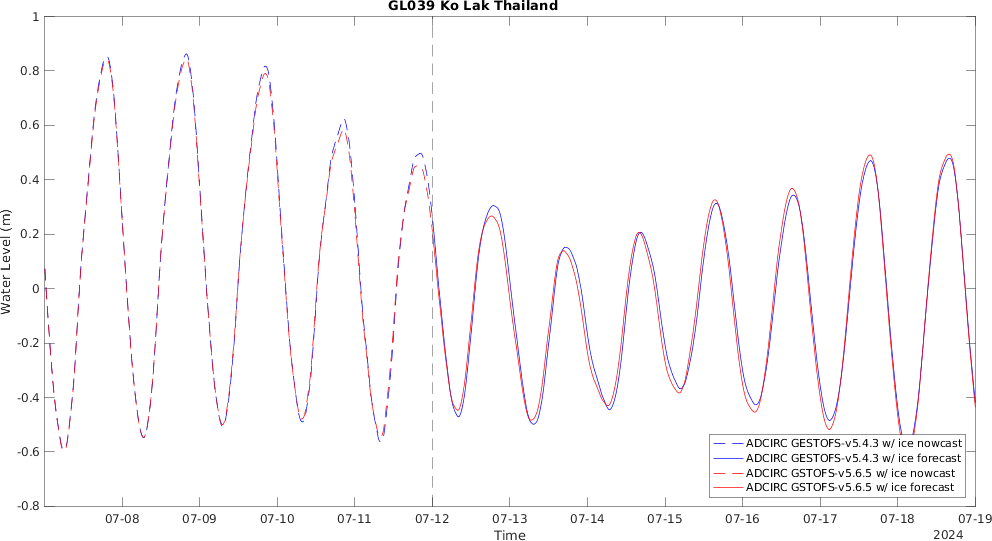 GL039 Ko Lak Thailand
1
0.8
0.6
0.4
0.2
0
-0.2
-0.4
-0.6
-0.8
Water Level (m)
07-08 07-09 07-10 07-11 07-12 07-13 07-14 07-15 07-16 07-17 07-18 07-19
Time
2024
ADCIRC GESTOFS-v5.4.3 w/ ice nowcast
ADCIRC GESTOFS-v5.4.3 w/ ice forecast
ADCIRC GSTOFS-v5.6.5 w/ ice nowcast
ADCIRC GSTOFS-v5.6.5 w/ ice forecast